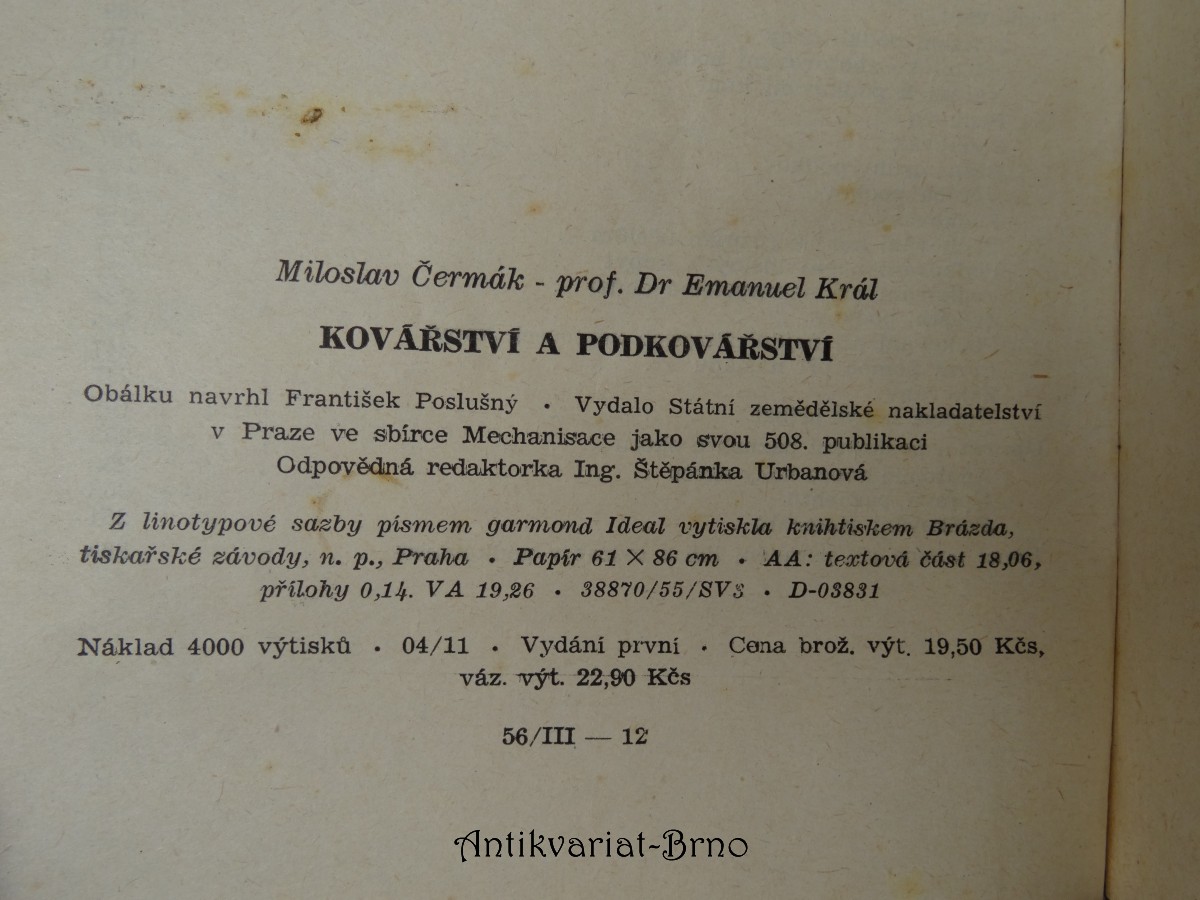 Miloslav Čermák - prof. Dr Emanuel Král
KOVÁŘSTVÍ A PODKOVÁŘSTVÍ
Obálku navrhl František Poslušný • Vydalo Státní zemědělské nakladatelství
v Praze ve sbírce Mechanisace jako svou 508. publikaci
Odpovědná redaktorka Ing. Štěpánka Urbanová
Z linotypové sazby písmem garmond Ideal vytiskla knihtiskem Brázda,
tiskařské závody, n. p., Praha • Papír 61 × 86 cm • AA: textová část 18,06,
přílohy 0,14. VA 19,26 • 38870/55/SV3 • D-03831
Náklad 4000 výtisků • 04/11 • Vydání první • Cena brož. výt. 19,50 Kčs,
váz. výt. 22,90 Kčs
56/III — 12
Antikvariat-Brno